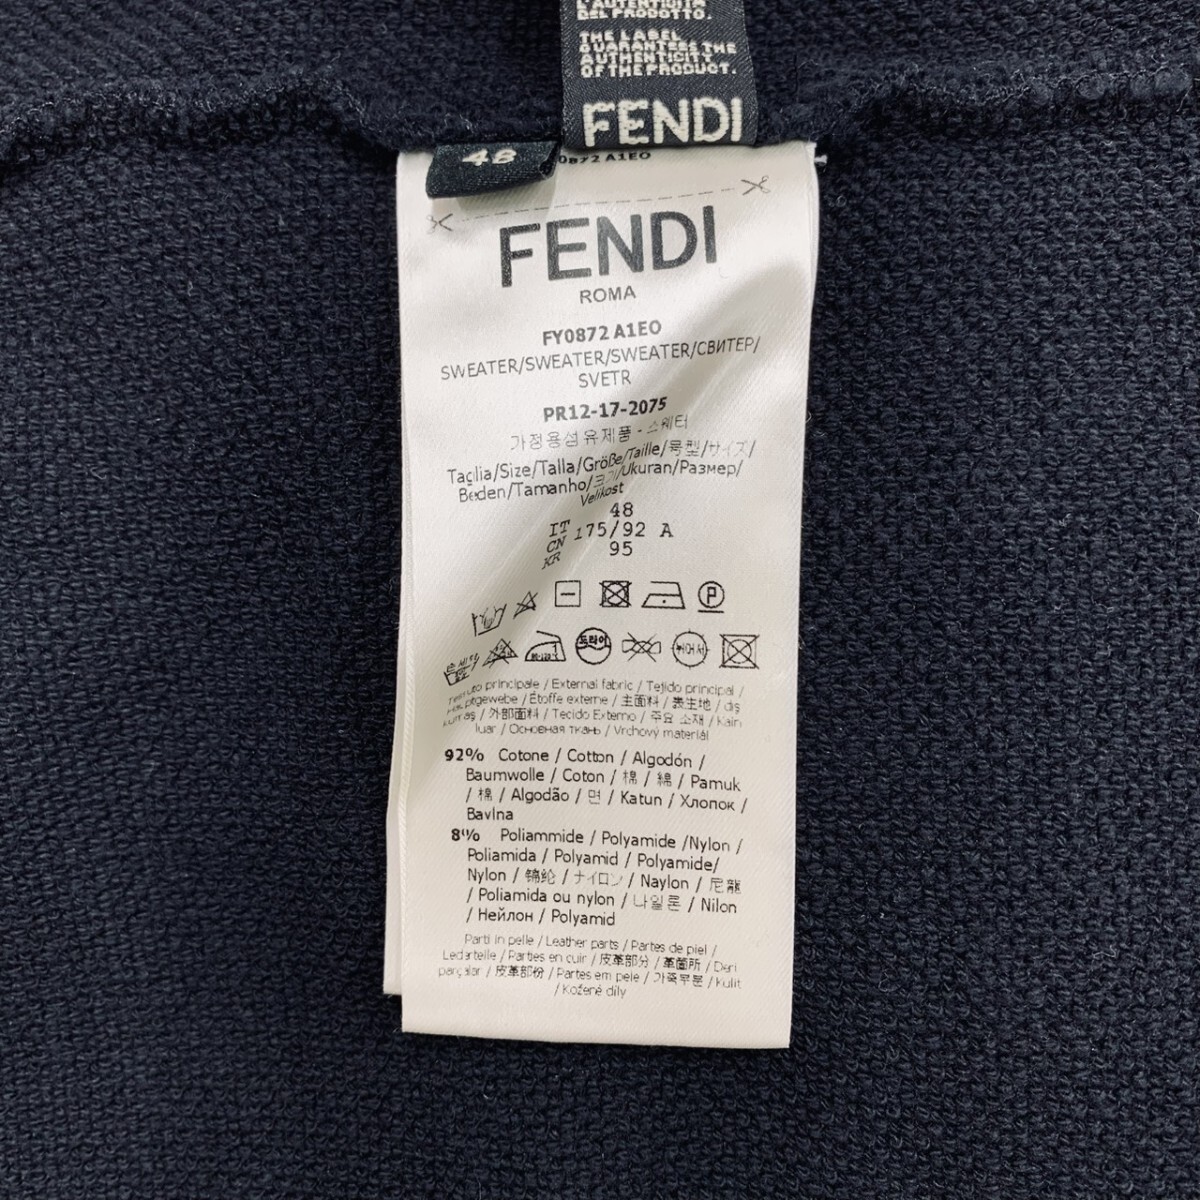 L'AUTENTICITÀ
DEL PRODOTTO.
THE LABEL
GUARANTEES THE
AUTHENTICITY
OF THE PRODUCT.
FENDI
48
0872 A1EO
FENDI
ROMA
FY0872 A1EO
SWEATER/SWEATER/SWEATER/СВИТЕР/
SVETR
PR12-17-2075
가정용섬유제품 - 스웨터
Taglia/Size/Talla/Größe/Taille/号型/サイズ/
Beden/Tamanho/크기/Ukuran/Размер/
Velikost
48
IT
175/92 A
CN
95
KR
P
드라이
Tessuto principale / External fabric / Tejido principal /
Hauptgewebe / Étoffe externe / 主面料 / 表生地 / dış
kumaş / 外部面料 / Tecido Externo / 주요 소재 / Kain
luar / Основная ткань / Vrchový materiál
92% Cotone / Cotton / Algodón /
Baumwolle / Coton / 棉 / 綿 / Pamuk
/ 棉 / Algodão / 면 / Katun / Хлопок /
Bavlna
8% Poliammide / Polyamide /Nylon /
Poliamida / Polyamid / Polyamide/
Nylon / 锦纶 / ナイロン / Naylon / 尼龍
/ Poliamida ou nylon / 나일론 / Nilon
/ Нейлон / Polyamid
Parti in pelle / Leather parts / Partes de piel /
Lederteile / Parties en cuir / 皮革部分 / 革箇所 / Deri
parçalar / 皮革部份 / Partes em pele / 가죽부분 / Kulit
/ Kožené díly